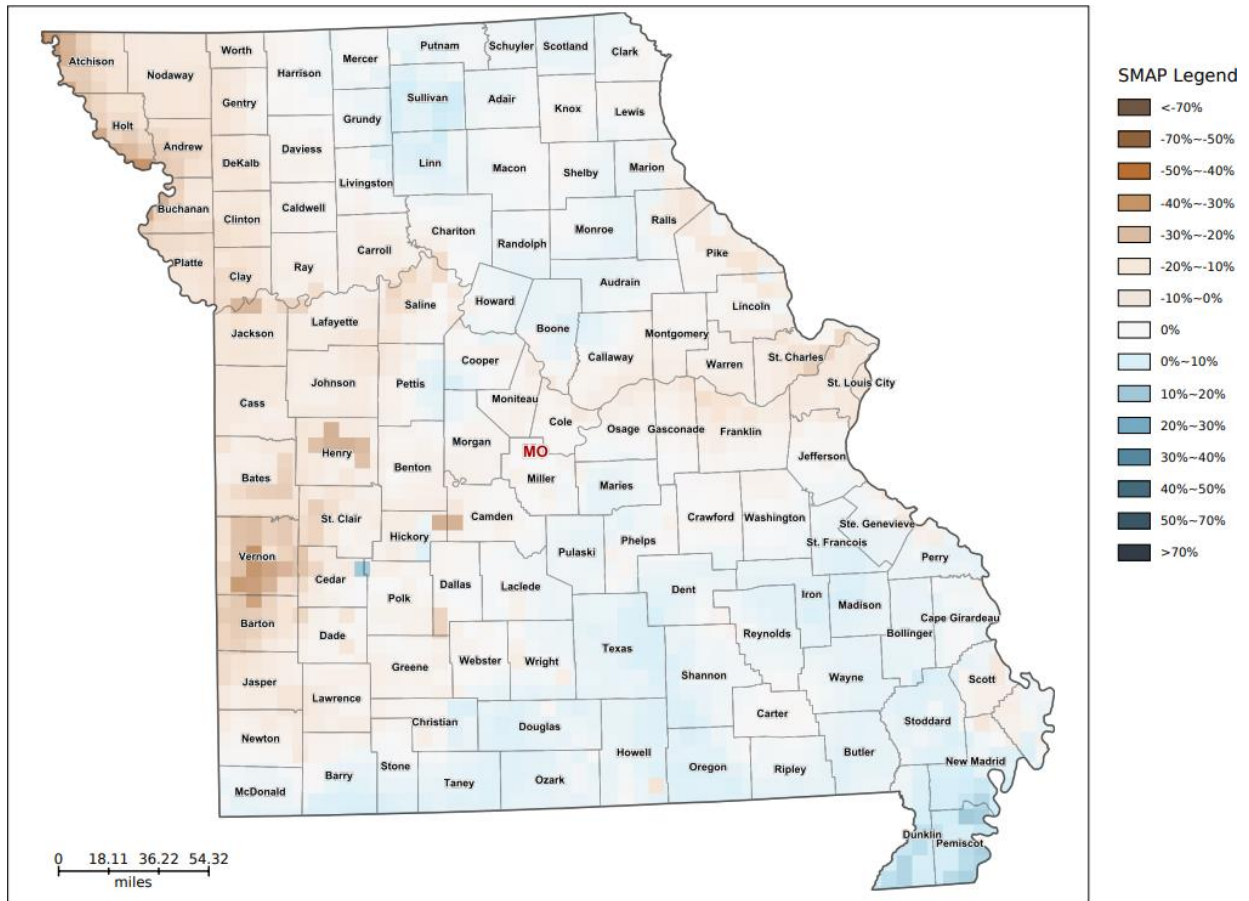 Putnam
Schuyler
Scotland
Clark
Worth
Mercer
Harrison
Atchison
Nodaway
Sullivan
Adair
Gentry
Knox
Lewis
Grundy
Holt
Andrew
Daviess
DeKalb
Linn
Macon
Shelby
Marion
Livingston
Buchanan
Clinton
Caldwell
Ralls
Chariton
Randolph
Monroe
Carroll
Pike
Platte
Clay
Ray
Audrain
Saline
Howard
Lincoln
Lafayette
Boone
Jackson
Montgomery
Callaway
Cooper
St. Charles
Warren
Johnson
Pettis
St. Louis City
Cass
Moniteau
Cole
Osage
Gasconade
Franklin
Morgan
MO
Henry
Benton
Jefferson
Bates
Miller
Maries
Camden
Crawford
Washington
St. Clair
Ste. Genevieve
Hickory
Phelps
St. Francois
Vernon
Pulaski
Perry
Cedar
Dallas
Laclede
Dent
Iron
Polk
Madison
Cape Girardeau
Barton
Dade
Bollinger
Reynolds
Texas
Webster
Wright
Greene
Shannon
Wayne
Scott
Jasper
Lawrence
Carter
Christian
Douglas
Stoddard
Newton
Howell
Butler
New Madrid
Stone
Oregon
Ripley
Barry
Taney
Ozark
McDonald
Dunklin
Pemiscot
0 18.11 36.22 54.32
miles
SMAP Legend
<-70%
-70%~-50%
-50%~-40%
-40%~-30%
-30%~-20%
-20%~-10%
-10%~0%
0%
0%~10%
10%~20%
20%~30%
30%~40%
40%~50%
50%~70%
>70%